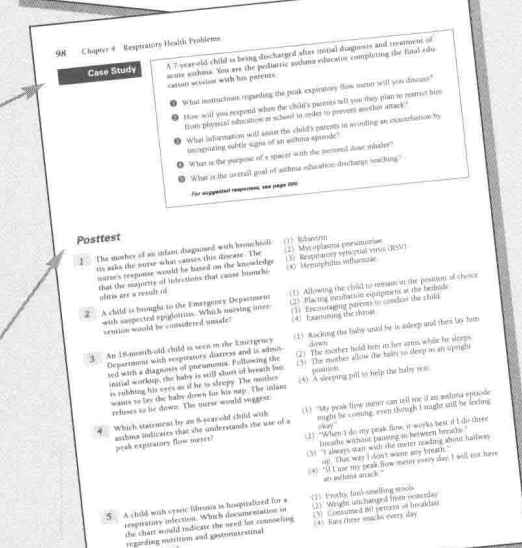 98 Chapter 4 Respiratory Health Problems
Case Study
A 7-year-old child is being discharged after initial diagnosis and treatment of
acute asthma. You are the pediatric asthma educator completing the final edu-
cation session with his parents.
1 What instructions regarding the peak expiratory flow meter will you discuss?
2 How will you respond when the child's parents tell you they plan to restrict him
from physical education at school in order to prevent another attack?
3 What information will assist the child's parents in avoiding an exacerbation by
recognizing subtle signs of an asthma episode?
4 What is the purpose of a spacer with the metered dose inhaler?
5 What is the overall goal of asthma education discharge teaching?
For suggested responses, see page 000.
Posttest
1 The mother of an infant diagnosed with bronchioli-
tis asks the nurse what causes this disease. The
nurse's response would be based on the knowledge
that the majority of infections that cause bronchi-
olitis are a result of
(1) Ribavirin
(2) Mycoplasma pneumoniae
(3) Respiratory syncytial virus (RSV)
(4) Hemophilus influenzae.
2 A child is brought to the Emergency Department
with suspected epiglottitis. Which nursing inter-
vention would be considered unsafe?
(1) Allowing the child to remain in the position of choice
(2) Placing intubation equipment at the bedside
(3) Encouraging parents to comfort the child
(4) Examining the throat
3 An 18-month-old child is seen in the Emergency
Department with respiratory distress and is admit-
ted with a diagnosis of pneumonia. Following the
initial workup, the baby is still short of breath but
is rubbing his eyes as if he is sleepy. The mother
wants to lay the baby down for his nap. The infant
refuses to lie down. The nurse would suggest:
(1) Rocking the baby until he is asleep and then lay him
down
(2) The mother hold him in her arms while he sleeps
(3) The mother allow the baby to sleep in an upright
position.
(4) A sleeping pill to help the baby rest.
4 Which statement by an 8-year-old child with
asthma indicates that she understands the use of a
peak expiratory flow meter?
(1) "My peak flow meter can tell me if an asthma episode
might be coming, even though I might still be feeling
okay."
(2) "When I do my peak flow, it works best if I do three
breaths without pausing in between breaths."
(3) "I always start with the meter reading about halfway
up. That way I don't waste any breath."
(4) "If I use my peak flow meter every day, I will not have
an asthma attack."
5 A child with cystic fibrosis is hospitalized for a
respiratory infection. Which documentation in
the chart would indicate the need for counseling
regarding nutrition and gastrointestinal
(1) Frothy, foul-smelling stools
(2) Weight unchanged from yesterday
(3) Consumed 80 percent of breakfast
(4) Eats three snacks every day